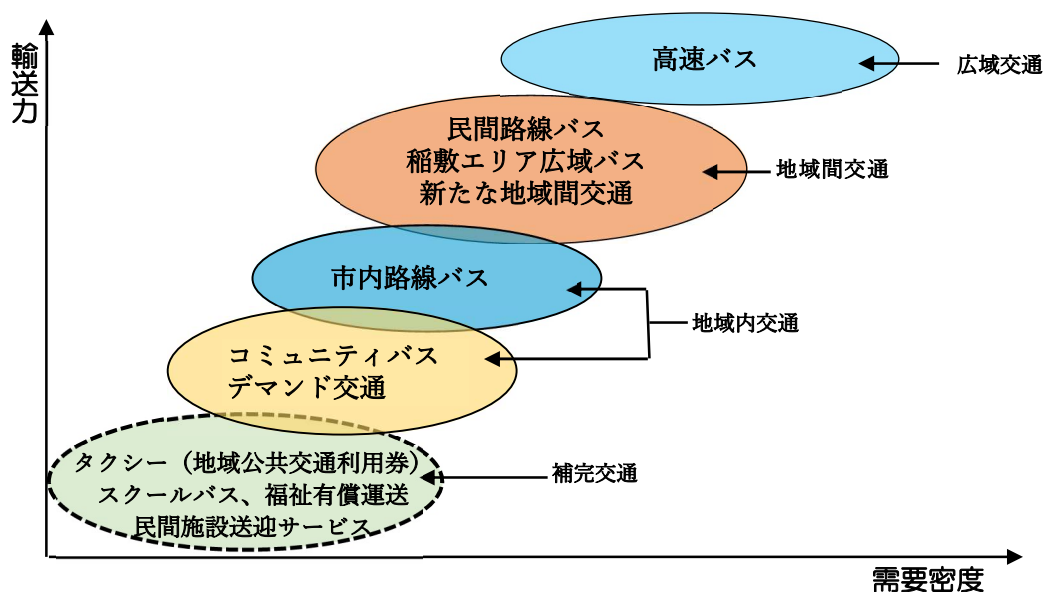 輸送力
高速バス
広域交通
民間路線バス
稲敷エリア広域バス
新たな地域間交通
地域間交通
市内路線バス
地域内交通
コミュニティバス
デマンド交通
タクシー（地域公共交通利用券）
スクールバス、福祉有償運送
民間施設送迎サービス
補完交通
需要密度